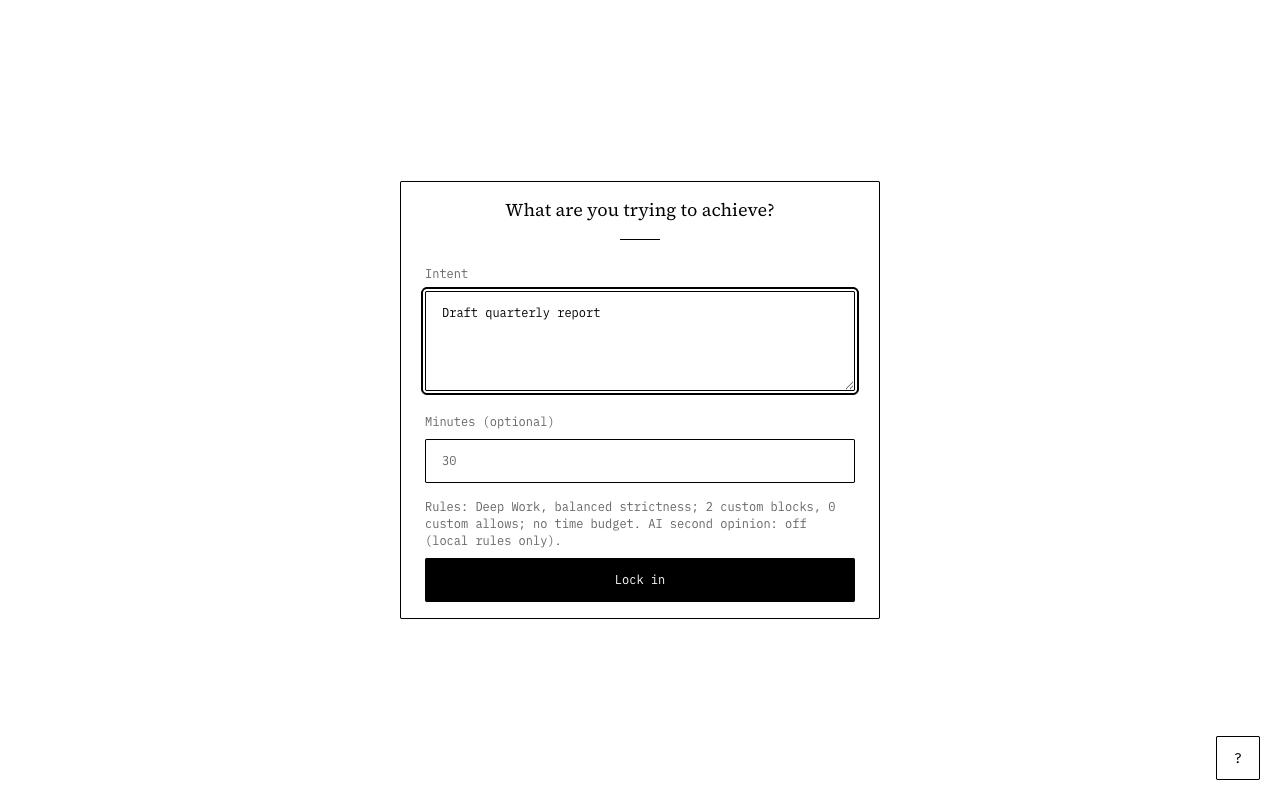 What are you trying to achieve?
Intent
Draft quarterly report
Minutes (optional)
30
Rules: Deep Work, balanced strictness; 2 custom blocks, 0
custom allows; no time budget. AI second opinion: off
(local rules only).
Lock in
?